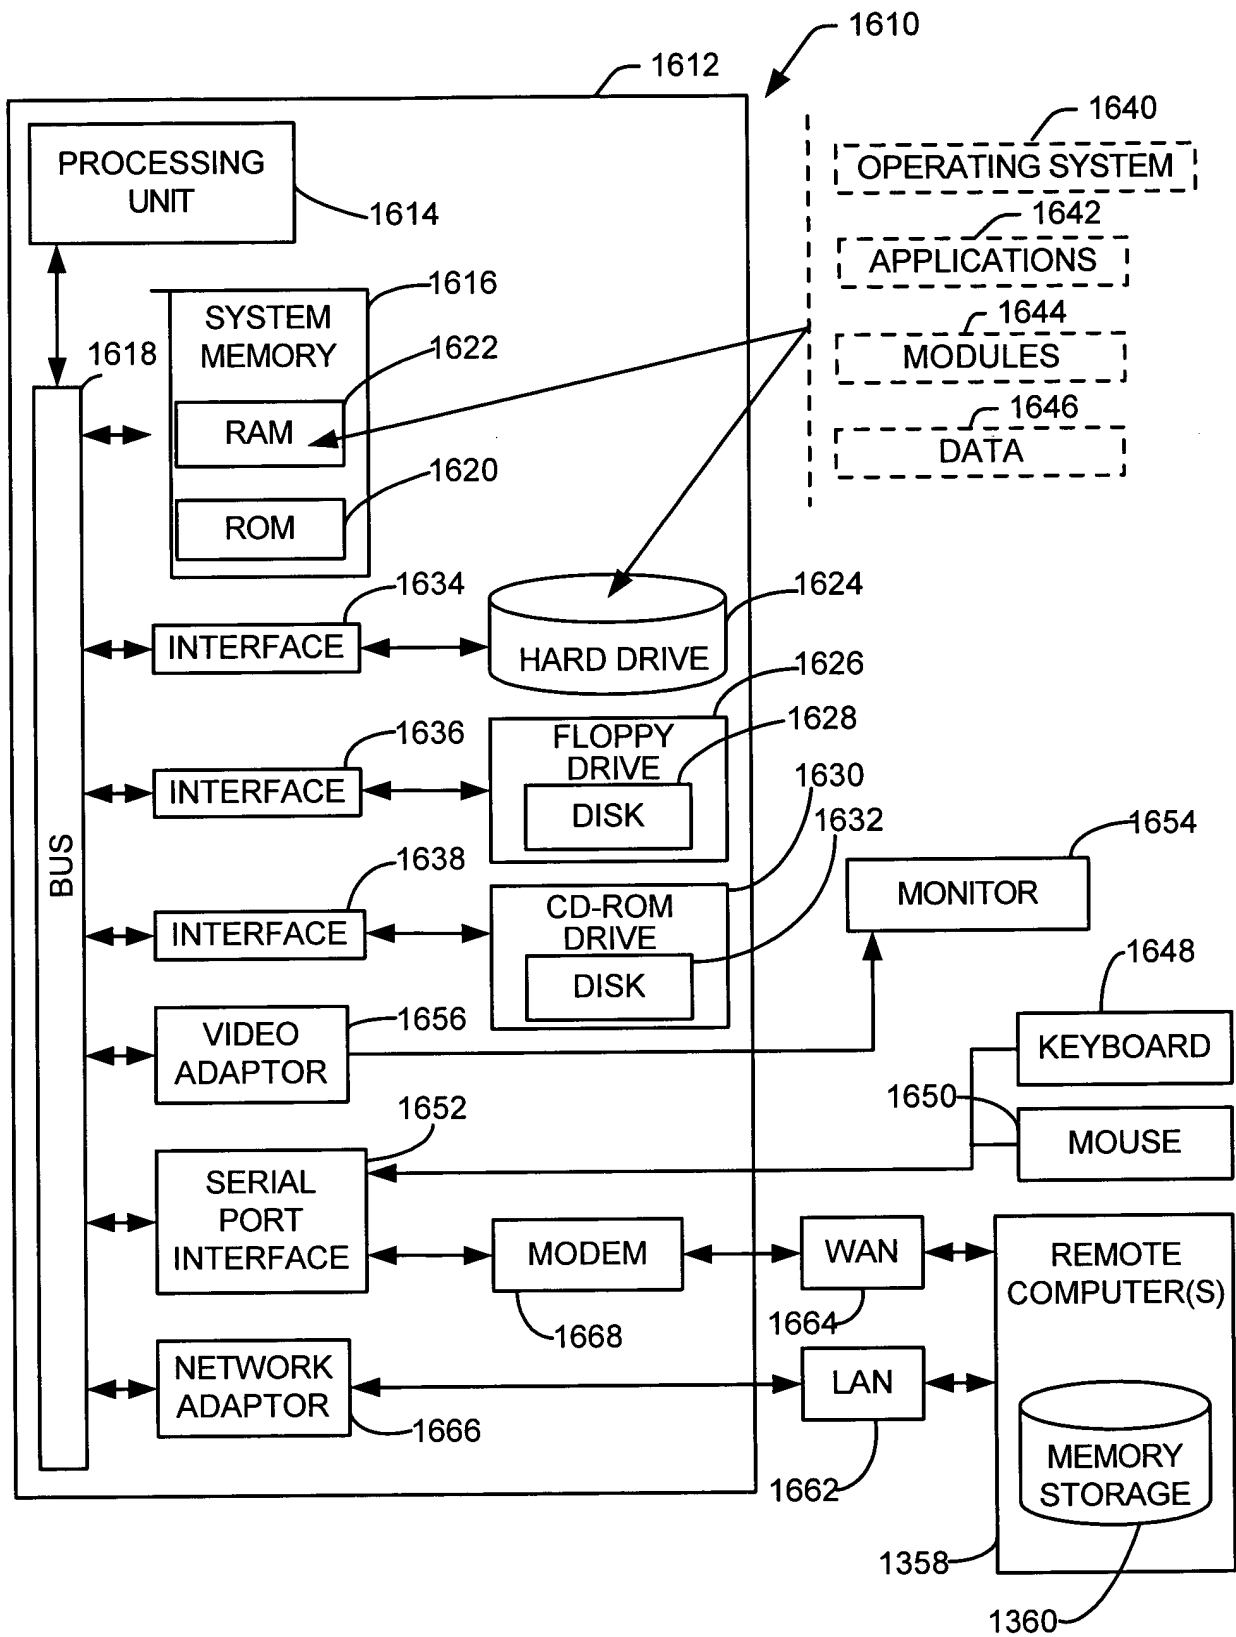 1610
1612
1640
PROCESSING
UNIT
1614
OPERATING SYSTEM
1642
APPLICATIONS
1616
SYSTEM
MEMORY
1644
MODULES
1618
1622
RAM
1646
DATA
1620
ROM
1634
INTERFACE
1624
HARD DRIVE
1626
1636
INTERFACE
1628
FLOPPY
DRIVE
DISK
1630
1632
1654
MONITOR
BUS
1638
INTERFACE
CD-ROM
DRIVE
DISK
1648
KEYBOARD
1656
VIDEO
ADAPTOR
1650
MOUSE
1652
SERIAL
PORT
INTERFACE
MODEM
WAN
REMOTE
COMPUTER(S)
1668
1664
NETWORK
ADAPTOR
1666
LAN
1662
MEMORY
STORAGE
1358
1360